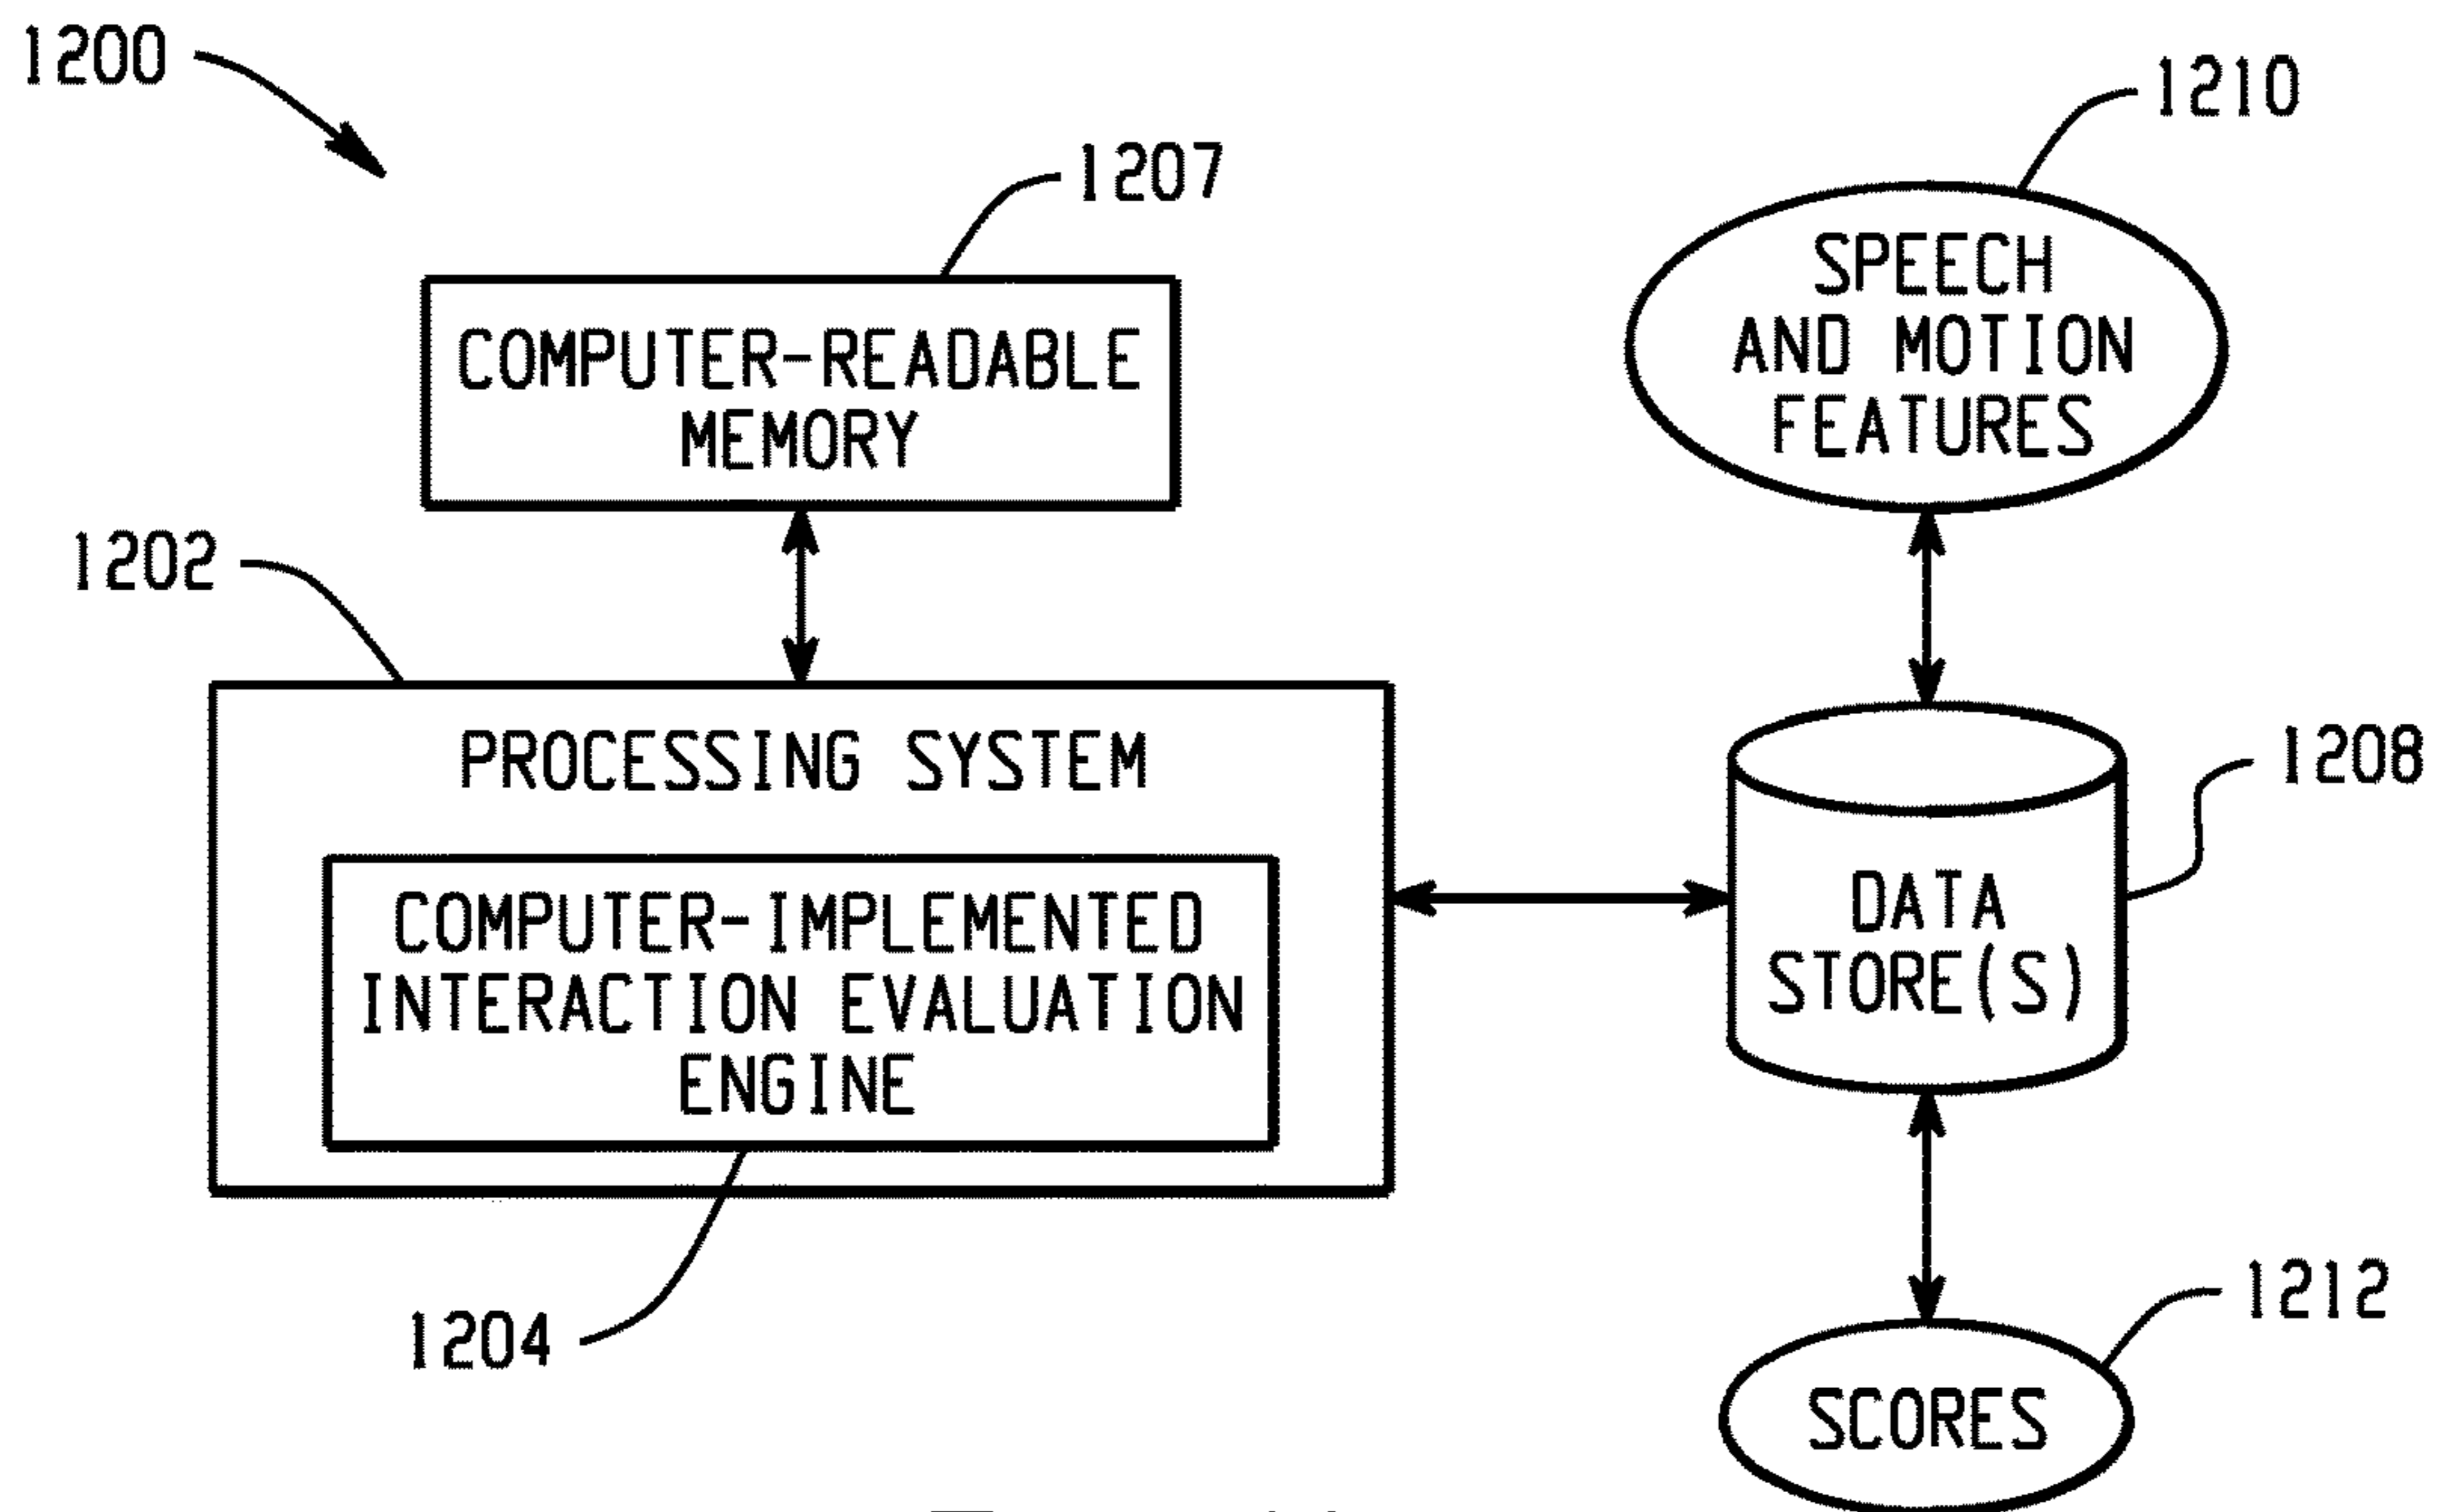 1200
1210
1207
SPEECH
AND MOTION
FEATURES
COMPUTER-READABLE
MEMORY
1202
PROCESSING SYSTEM
1208
COMPUTER-IMPLEMENTED
INTERACTION EVALUATION
ENGINE
DATA
STORE(S)
1204
1212
SCORES